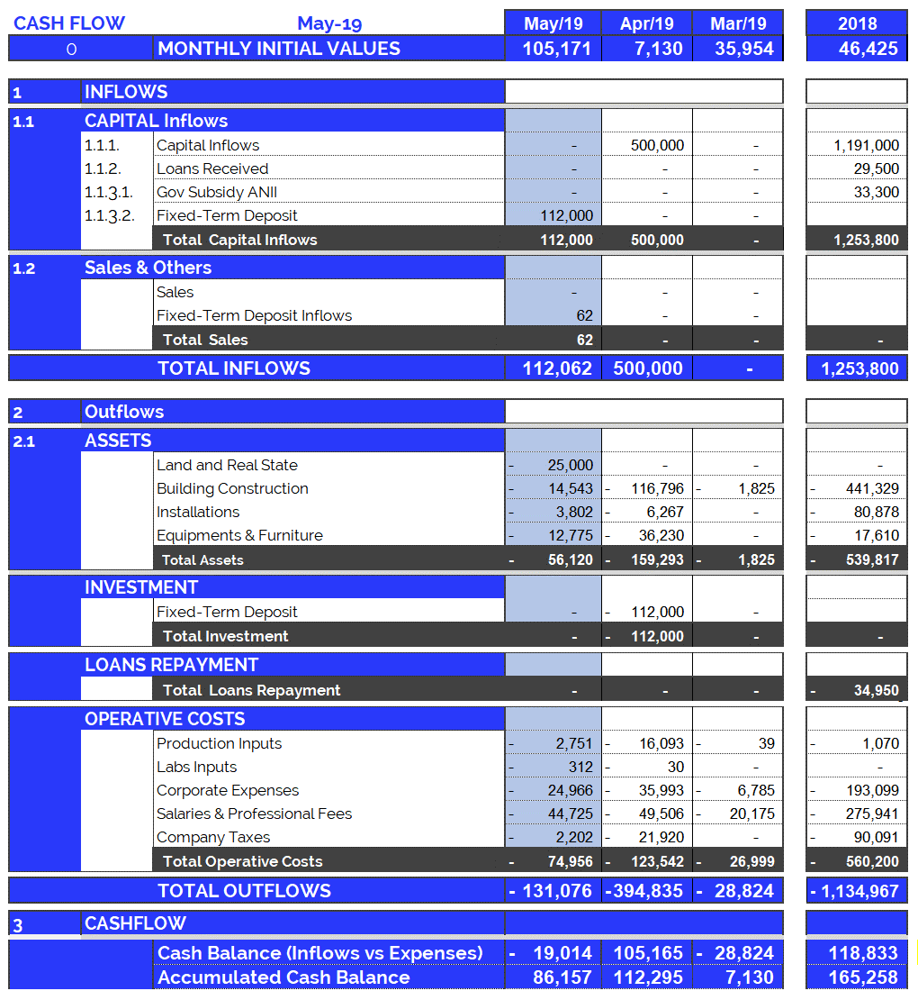 CASH FLOW May-19 May/19 Apr/19 Mar/19 2018
0 MONTHLY INITIAL VALUES 105,171 7,130 35,954 46,425
1 INFLOWS
1.1 CAPITAL Inflows
1.1.1. Capital Inflows - 500,000 - 1,191,000
1.1.2. Loans Received - - - 29,500
1.1.3.1. Gov Subsidy ANII - - - 33,300
1.1.3.2. Fixed-Term Deposit 112,000 - -
Total Capital Inflows 112,000 500,000 - 1,253,800
1.2 Sales & Others
Sales - - -
Fixed-Term Deposit Inflows 62 - -
Total Sales 62 - - -
TOTAL INFLOWS 112,062 500,000 - 1,253,800
2 Outflows
2.1 ASSETS
Land and Real State - 25,000 - - -
Building Construction - 14,543 - 116,796 - 1,825 - 441,329
Installations - 3,802 - 6,267 - - 80,878
Equipments & Furniture - 12,775 - 36,230 - - 17,610
Total Assets - 56,120 - 159,293 - 1,825 - 539,817
INVESTMENT
Fixed-Term Deposit - - 112,000 -
Total Investment - - 112,000 - -
LOANS REPAYMENT
Total Loans Repayment - - - - 34,950
OPERATIVE COSTS
Production Inputs - 2,751 - 16,093 - 39 - 1,070
Labs Inputs - 312 - 30 - -
Corporate Expenses - 24,966 - 35,993 - 6,785 - 193,099
Salaries & Professional Fees - 44,725 - 49,506 - 20,175 - 275,941
Company Taxes - 2,202 - 21,920 - - 90,091
Total Operative Costs - 74,956 - 123,542 - 26,999 - 560,200
TOTAL OUTFLOWS - 131,076 -394,835 - 28,824 - 1,134,967
3 CASHFLOW
Cash Balance (Inflows vs Expenses) - 19,014 105,165 - 28,824 118,833
Accumulated Cash Balance 86,157 112,295 7,130 165,258